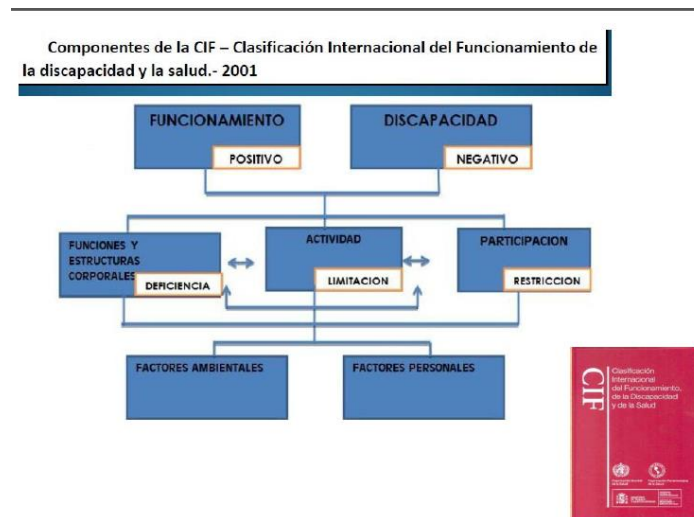 Componentes de la CIF – Clasificación Internacional del Funcionamiento de
la discapacidad y la salud.- 2001
FUNCIONAMIENTO
POSITIVO
DISCAPACIDAD
NEGATIVO
FUNCIONES Y
ESTRUCTURAS
CORPORALES
DEFICIENCIA
ACTIVIDAD
LIMITACION
PARTICIPACION
RESTRICCION
FACTORES AMBIENTALES
FACTORES PERSONALES
CIF
Clasificación
Internacional
del Funcionamiento,
de la Discapacidad
y de la Salud